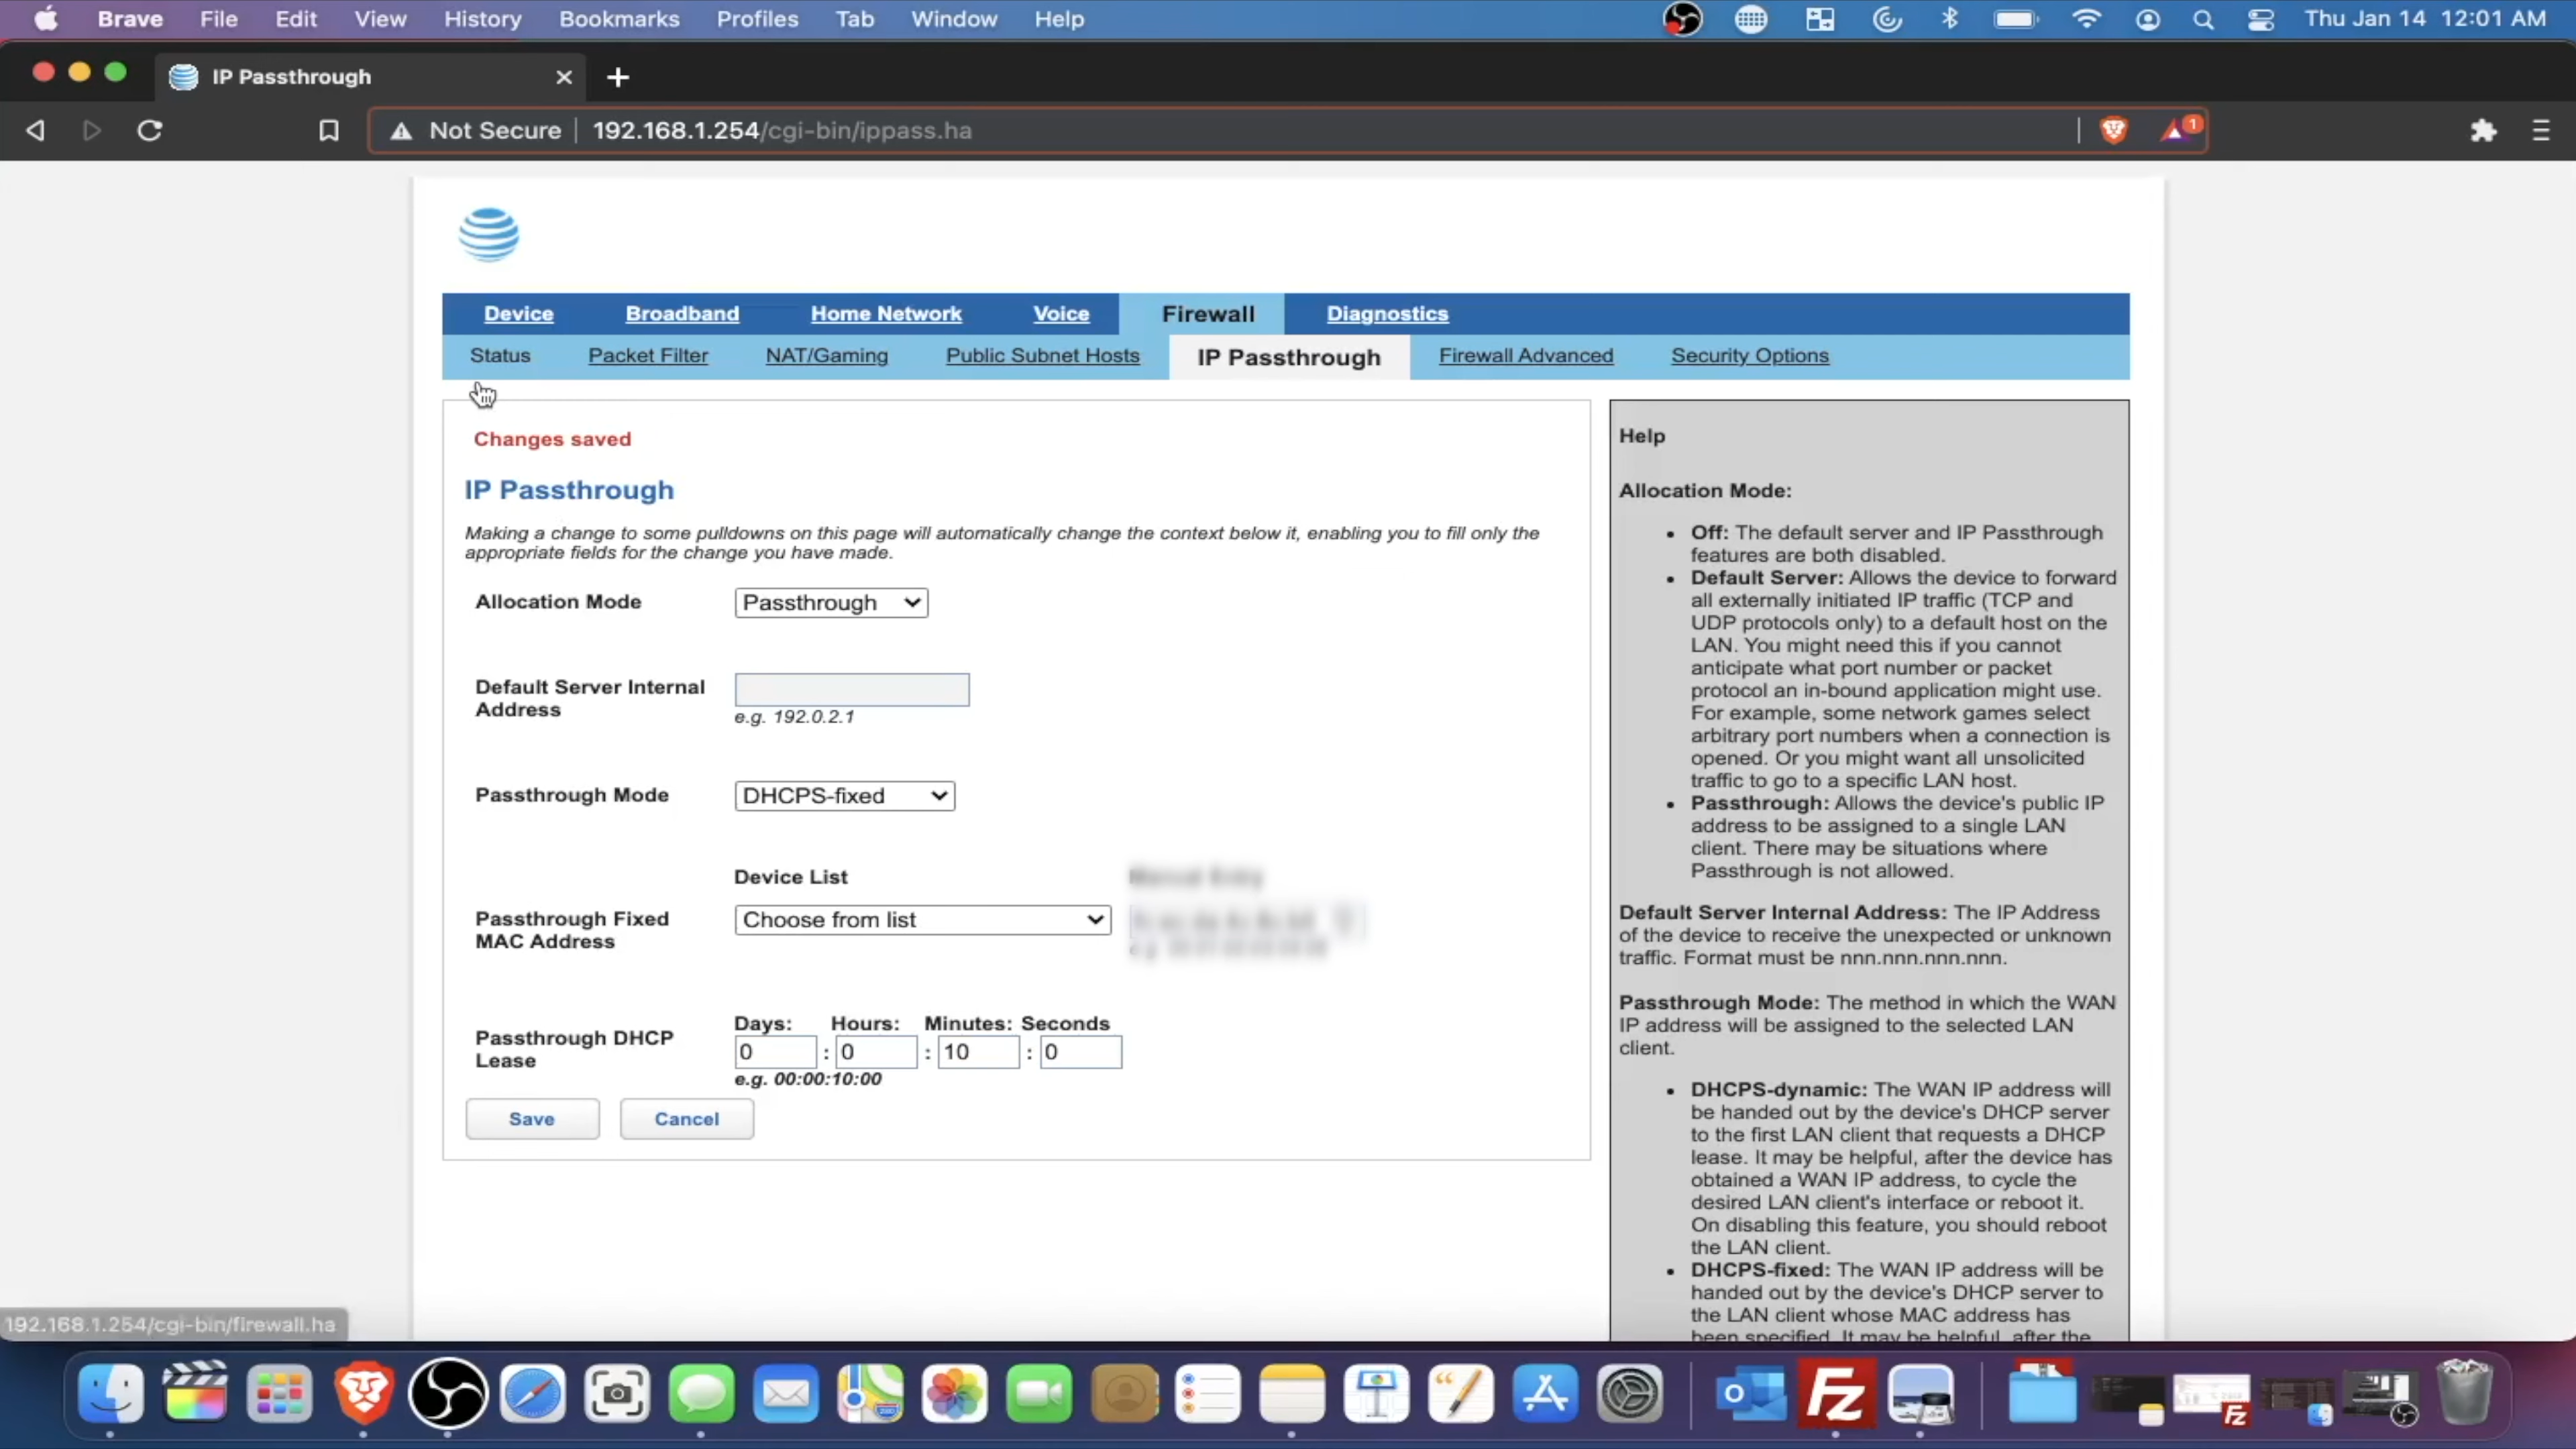 Brave File Edit View History Bookmarks Profiles Tab Window Help Thu Jan 14 12:01 AM
IP Passthrough
Not Secure 192.168.1.254/cgi-bin/ippass.ha 1
Device Broadband Home Network Voice Firewall Diagnostics
Status Packet Filter NAT/Gaming Public Subnet Hosts IP Passthrough Firewall Advanced Security Options
Changes saved
IP Passthrough
Making a change to some pulldowns on this page will automatically change the context below it, enabling you to fill only the
appropriate fields for the change you have made.
Allocation Mode Passthrough
Default Server Internal
Address
e.g. 192.0.2.1
Passthrough Mode DHCPS-fixed
Device List
Passthrough Fixed
MAC Address
Choose from list
Days: Hours: Minutes: Seconds
Passthrough DHCP
Lease
0 : 0 : 10 : 0
e.g. 00:00:10:00
Save Cancel
Help
Allocation Mode:
• Off: The default server and IP Passthrough
features are both disabled.
• Default Server: Allows the device to forward
all externally initiated IP traffic (TCP and
UDP protocols only) to a default host on the
LAN. You might need this if you cannot
anticipate what port number or packet
protocol an in-bound application might use.
For example, some network games select
arbitrary port numbers when a connection is
opened. Or you might want all unsolicited
traffic to go to a specific LAN host.
• Passthrough: Allows the device's public IP
address to be assigned to a single LAN
client. There may be situations where
Passthrough is not allowed.
Default Server Internal Address: The IP Address
of the device to receive the unexpected or unknown
traffic. Format must be nnn.nnn.nnn.nnn.
Passthrough Mode: The method in which the WAN
IP address will be assigned to the selected LAN
client.
• DHCPS-dynamic: The WAN IP address will
be handed out by the device's DHCP server
to the first LAN client that requests a DHCP
lease. It may be helpful, after the device has
obtained a WAN IP address, to cycle the
desired LAN client's interface or reboot it.
On disabling this feature, you should reboot
the LAN client.
• DHCPS-fixed: The WAN IP address will be
handed out by the device's DHCP server to
the LAN client whose MAC address has
been specified. It may be helpful, after the
192.168.1.254/cgi-bin/firewall.ha